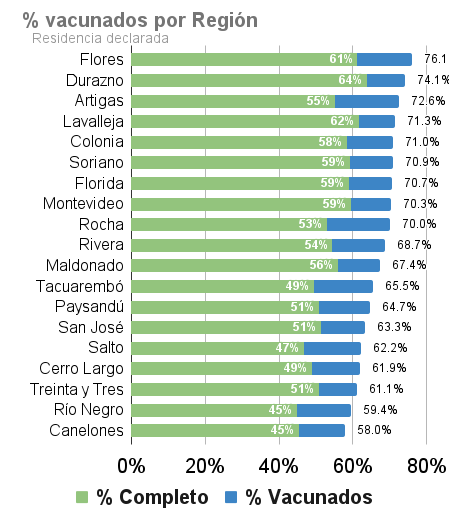 % vacunados por Región
Residencia declarada
Flores 61% 76.1
Durazno 64% 74.1%
Artigas 55% 72.6%
Lavalleja 62% 71.3%
Colonia 58% 71.0%
Soriano 59% 70.9%
Florida 59% 70.7%
Montevideo 59% 70.3%
Rocha 53% 70.0%
Rivera 54% 68.7%
Maldonado 56% 67.4%
Tacuarembó 49% 65.5%
Paysandú 51% 64.7%
San José 51% 63.3%
Salto 47% 62.2%
Cerro Largo 49% 61.9%
Treinta y Tres 51% 61.1%
Río Negro 45% 59.4%
Canelones 45% 58.0%
0% 20% 40% 60% 80%
% Completo % Vacunados